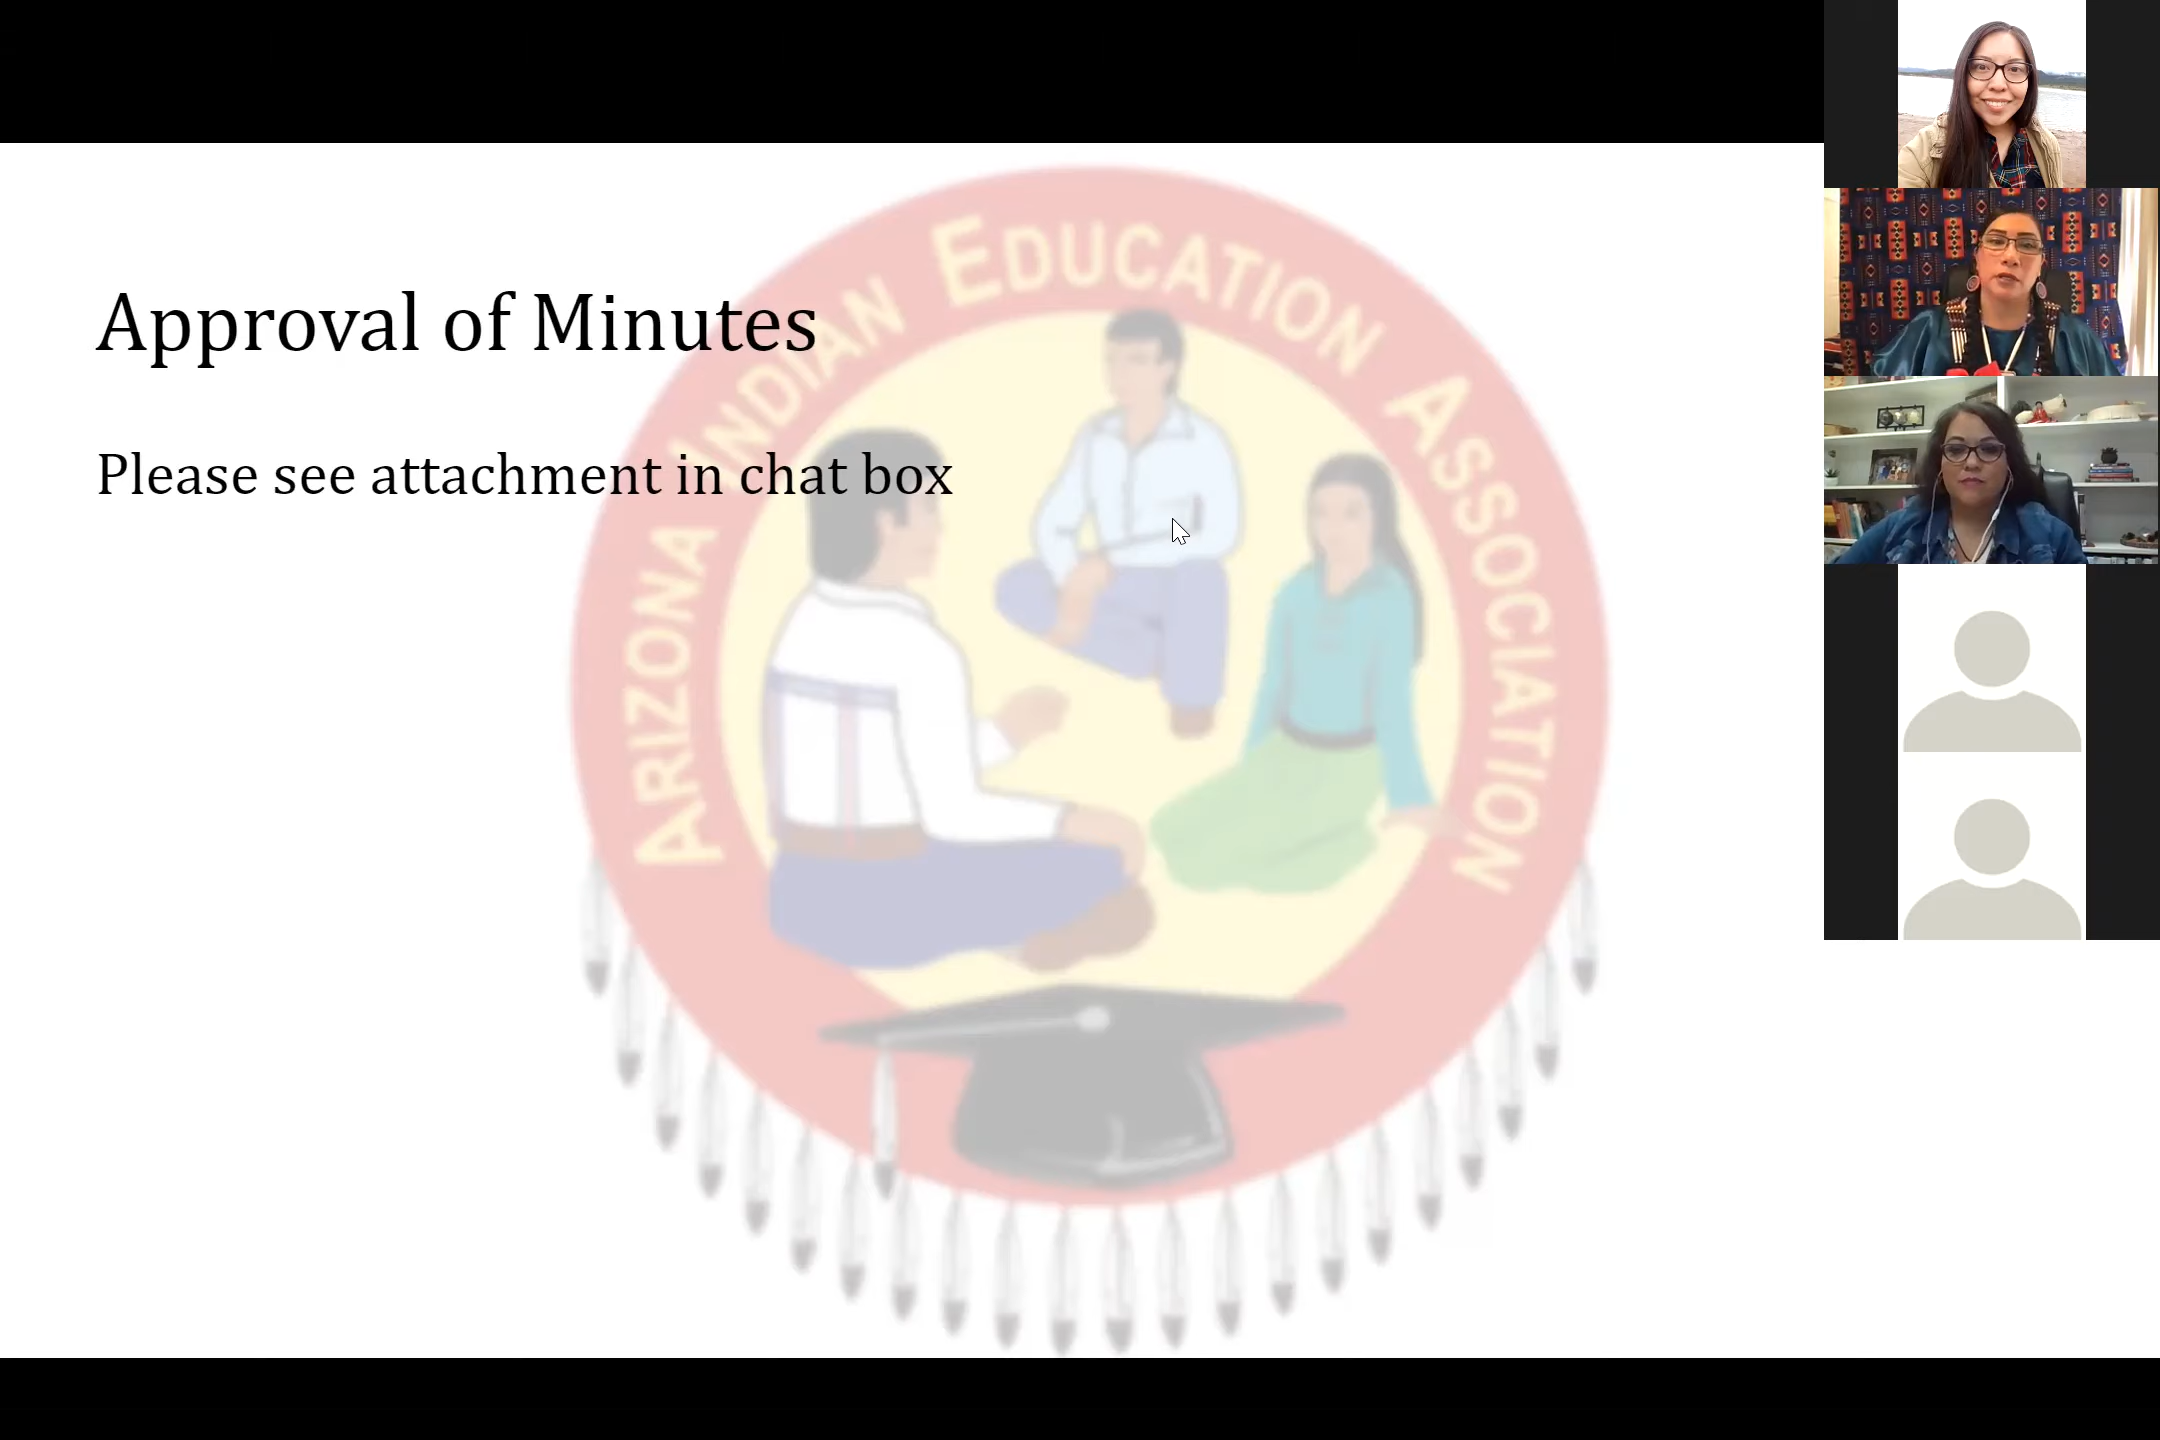 Approval of Minutes
Please see attachment in chat box
ARIZONA INDIAN EDUCATION ASSOCIATION